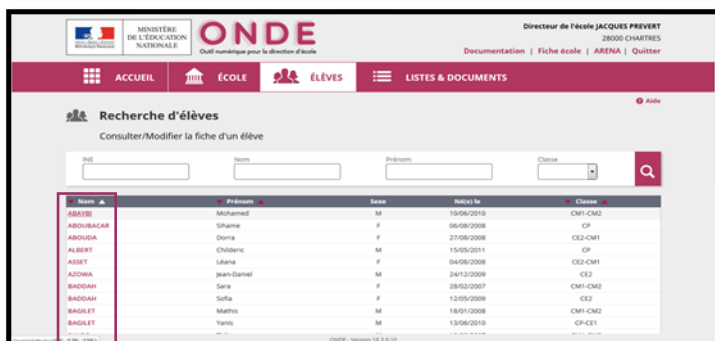 MINISTÈRE
DE L'ÉDUCATION
NATIONALE
ONDE
Outil numérique pour la direction d'école
Directeur de l'école JACQUES PREVERT
28000 CHARTRES
Documentation | Fiche école | ARENA | Quitter
ACCUEIL ÉCOLE ÉLÈVES LISTES & DOCUMENTS
Aide
Recherche d'élèves
Consulter/Modifier la fiche d'un élève
INE Nom Prénom Classe
Nom Prénom Sexe Né(e) le Classe
ABAYBI Mohamed M 10/06/2010 CM1-CM2
ABOUBACAR Sihame F 06/08/2008 CP
ABOUDA Dorra F 27/08/2008 CE2-CM1
ALBERT Childeric M 15/05/2011 CP
ASSET Léana F 04/08/2008 CE2-CM1
AZOWA Jean-Daniel M 24/12/2009 CE2
BADDAH Sara F 28/02/2007 CM1-CM2
BADDAH Sofia F 12/05/2009 CE2
BAGILET Mathis M 18/01/2008 CM1-CM2
BAGILET Yanis M 13/06/2010 CP-CE1